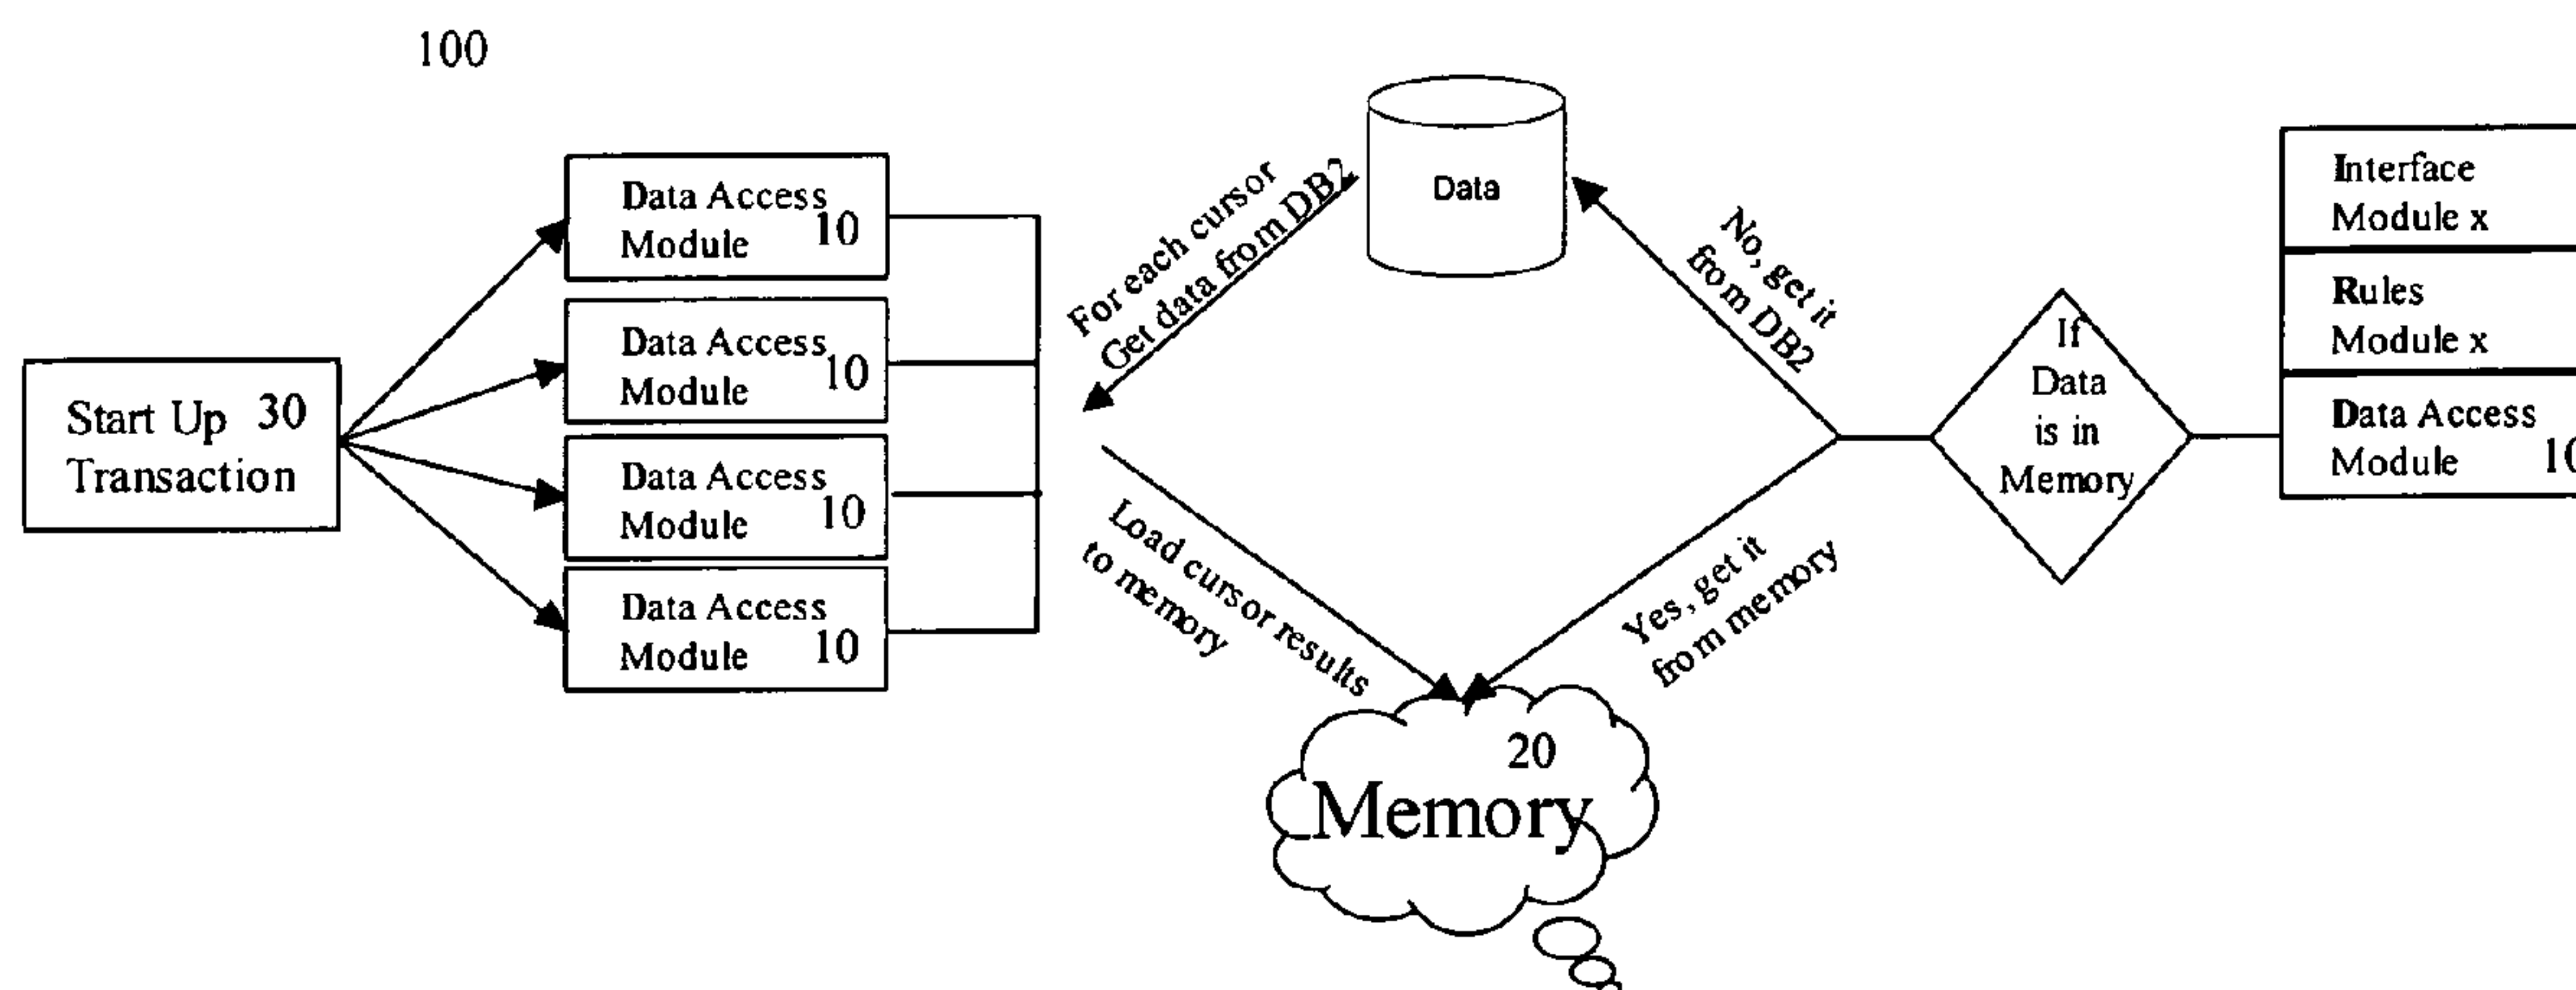 100
Start Up 30
Transaction
Data Access
Module 10
Data Access
Module 10
Data Access
Module 10
Data Access
Module 10
For each cursor
Get data from DB2
Data
No, get it
from DB2
Load cursor results
to memory
Yes, get it
from memory
20
Memory
If
Data
is in
Memory
Interface
Module x
Rules
Module x
Data Access
Module